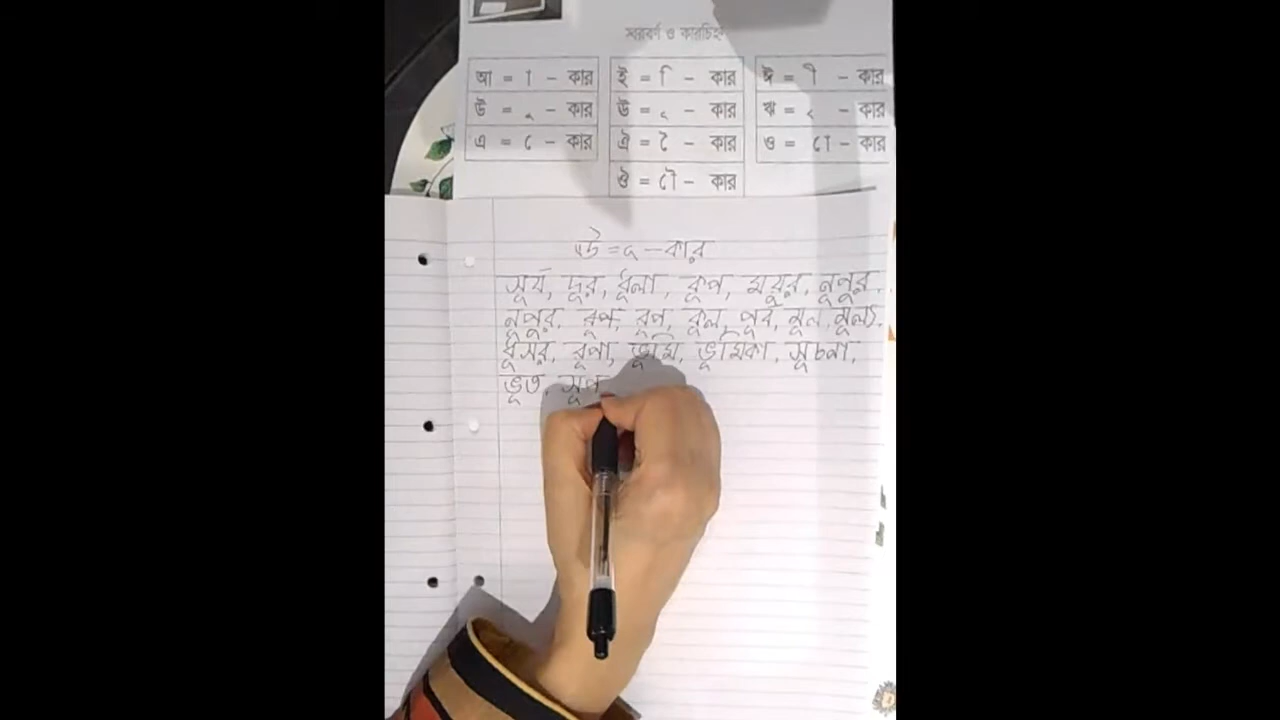 স্বরবর্ণ ও কারচিহ্ন
আ = া - কার
ই = ি - কার
ঈ = ী - কার
উ = ু - কার
ঊ = ূ - কার
ঋ = ৃ - কার
এ = ে - কার
ঐ = ৈ - কার
ও = ো - কার
ঔ = ৌ - কার
ঊ = ূ - কার
সূর্য, দূর, ধূলা, কূপ, ময়ূর, নূপুর,
নূপুর, রূপ, রূপ, কূল, পূর্ব, মূল, মূল্য,
ধূসর, রূপা, ভূমি, ভূমিকা, সূচনা,
ভূত, সূপ